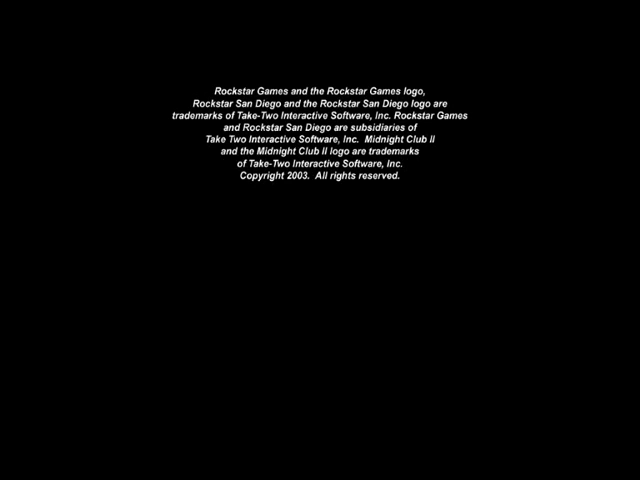 Rockstar Games and the Rockstar Games logo,
Rockstar San Diego and the Rockstar San Diego logo are
trademarks of Take-Two Interactive Software, Inc. Rockstar Games
and Rockstar San Diego are subsidiaries of
Take Two Interactive Software, Inc.  Midnight Club II
and the Midnight Club II logo are trademarks
of Take-Two Interactive Software, Inc.
Copyright 2003.  All rights reserved.